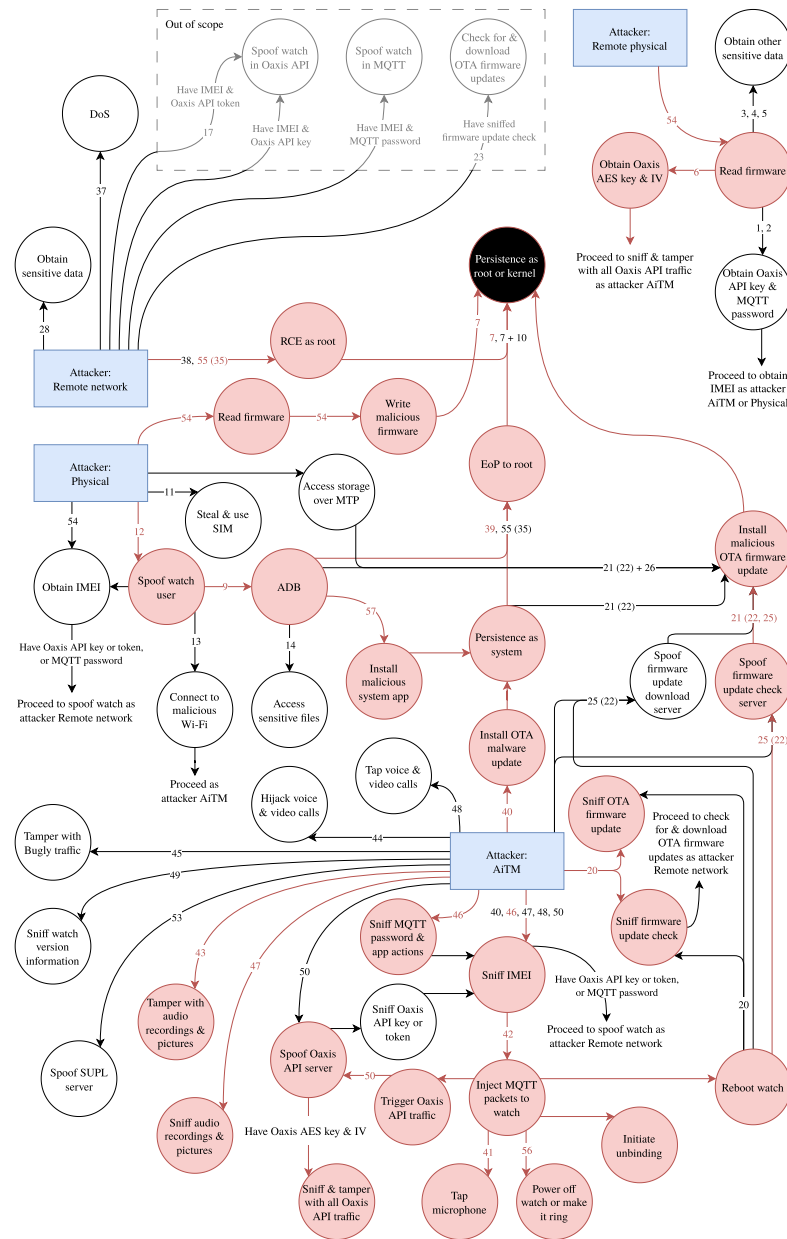 Out of scope
Spoof watch
in Oaxis API
Spoof watch
in MQTT
Check for &
download
OTA firmware
updates
Have IMEI &
Oaxis API token
17
Have IMEI &
Oaxis API key
Have IMEI &
MQTT password
Have sniffed
firmware update check
23
Attacker:
Remote physical
Obtain other
sensitive data
54
3, 4, 5
Obtain Oaxis
AES key & IV
6
Read firmware
Proceed to sniff & tamper
with all Oaxis API traffic
as attacker AiTM
1, 2
Obtain Oaxis
API key &
MQTT
password
Proceed to obtain
IMEI as attacker
AiTM or Physical
DoS
37
Obtain
sensitive data
28
Persistence as
root or kernel
Attacker:
Remote network
38, 55 (35)
RCE as root
7, 7 + 10
7
54
Read firmware
54
Write
malicious
firmware
Attacker:
Physical
11
Steal & use
SIM
Access storage
over MTP
EoP to root
54
12
39, 55 (35)
Install
malicious
OTA firmware
update
21 (22) + 26
Obtain IMEI
Spoof watch
user
9
ADB
57
21 (22)
21 (22, 25)
Have Oaxis API key or token,
or MQTT password
13
14
Persistence as
system
Proceed to spoof watch as
attacker Remote network
Connect to
malicious
Wi-Fi
Access
sensitive files
Install
malicious
system app
Spoof
firmware
update
download
server
Spoof
firmware
update check
server
25 (22)
25 (22)
Proceed as
attacker AiTM
Install OTA
malware
update
Tap voice &
video calls
Hijack voice
& video calls
48
40
44
Sniff OTA
firmware
update
Proceed to check
for & download
OTA firmware
updates as attacker
Remote network
Tamper with
Bugly traffic
45
Attacker:
AiTM
20
49
53
46
40, 46, 47, 48, 50
Sniff watch
version
information
43
47
Sniff MQTT
password &
app actions
Sniff firmware
update check
50
Sniff IMEI
Have Oaxis API key or token,
or MQTT password
Tamper with
audio
recordings &
pictures
Sniff Oaxis
API key or
token
20
Proceed to spoof watch as
attacker Remote network
42
Spoof SUPL
server
Spoof Oaxis
API server
50
Trigger Oaxis
API traffic
Inject MQTT
packets to
watch
Reboot watch
Sniff audio
recordings &
pictures
Have Oaxis AES key & IV
41
56
Initiate
unbinding
Sniff & tamper
with all Oaxis
API traffic
Tap
microphone
Power off
watch or make
it ring